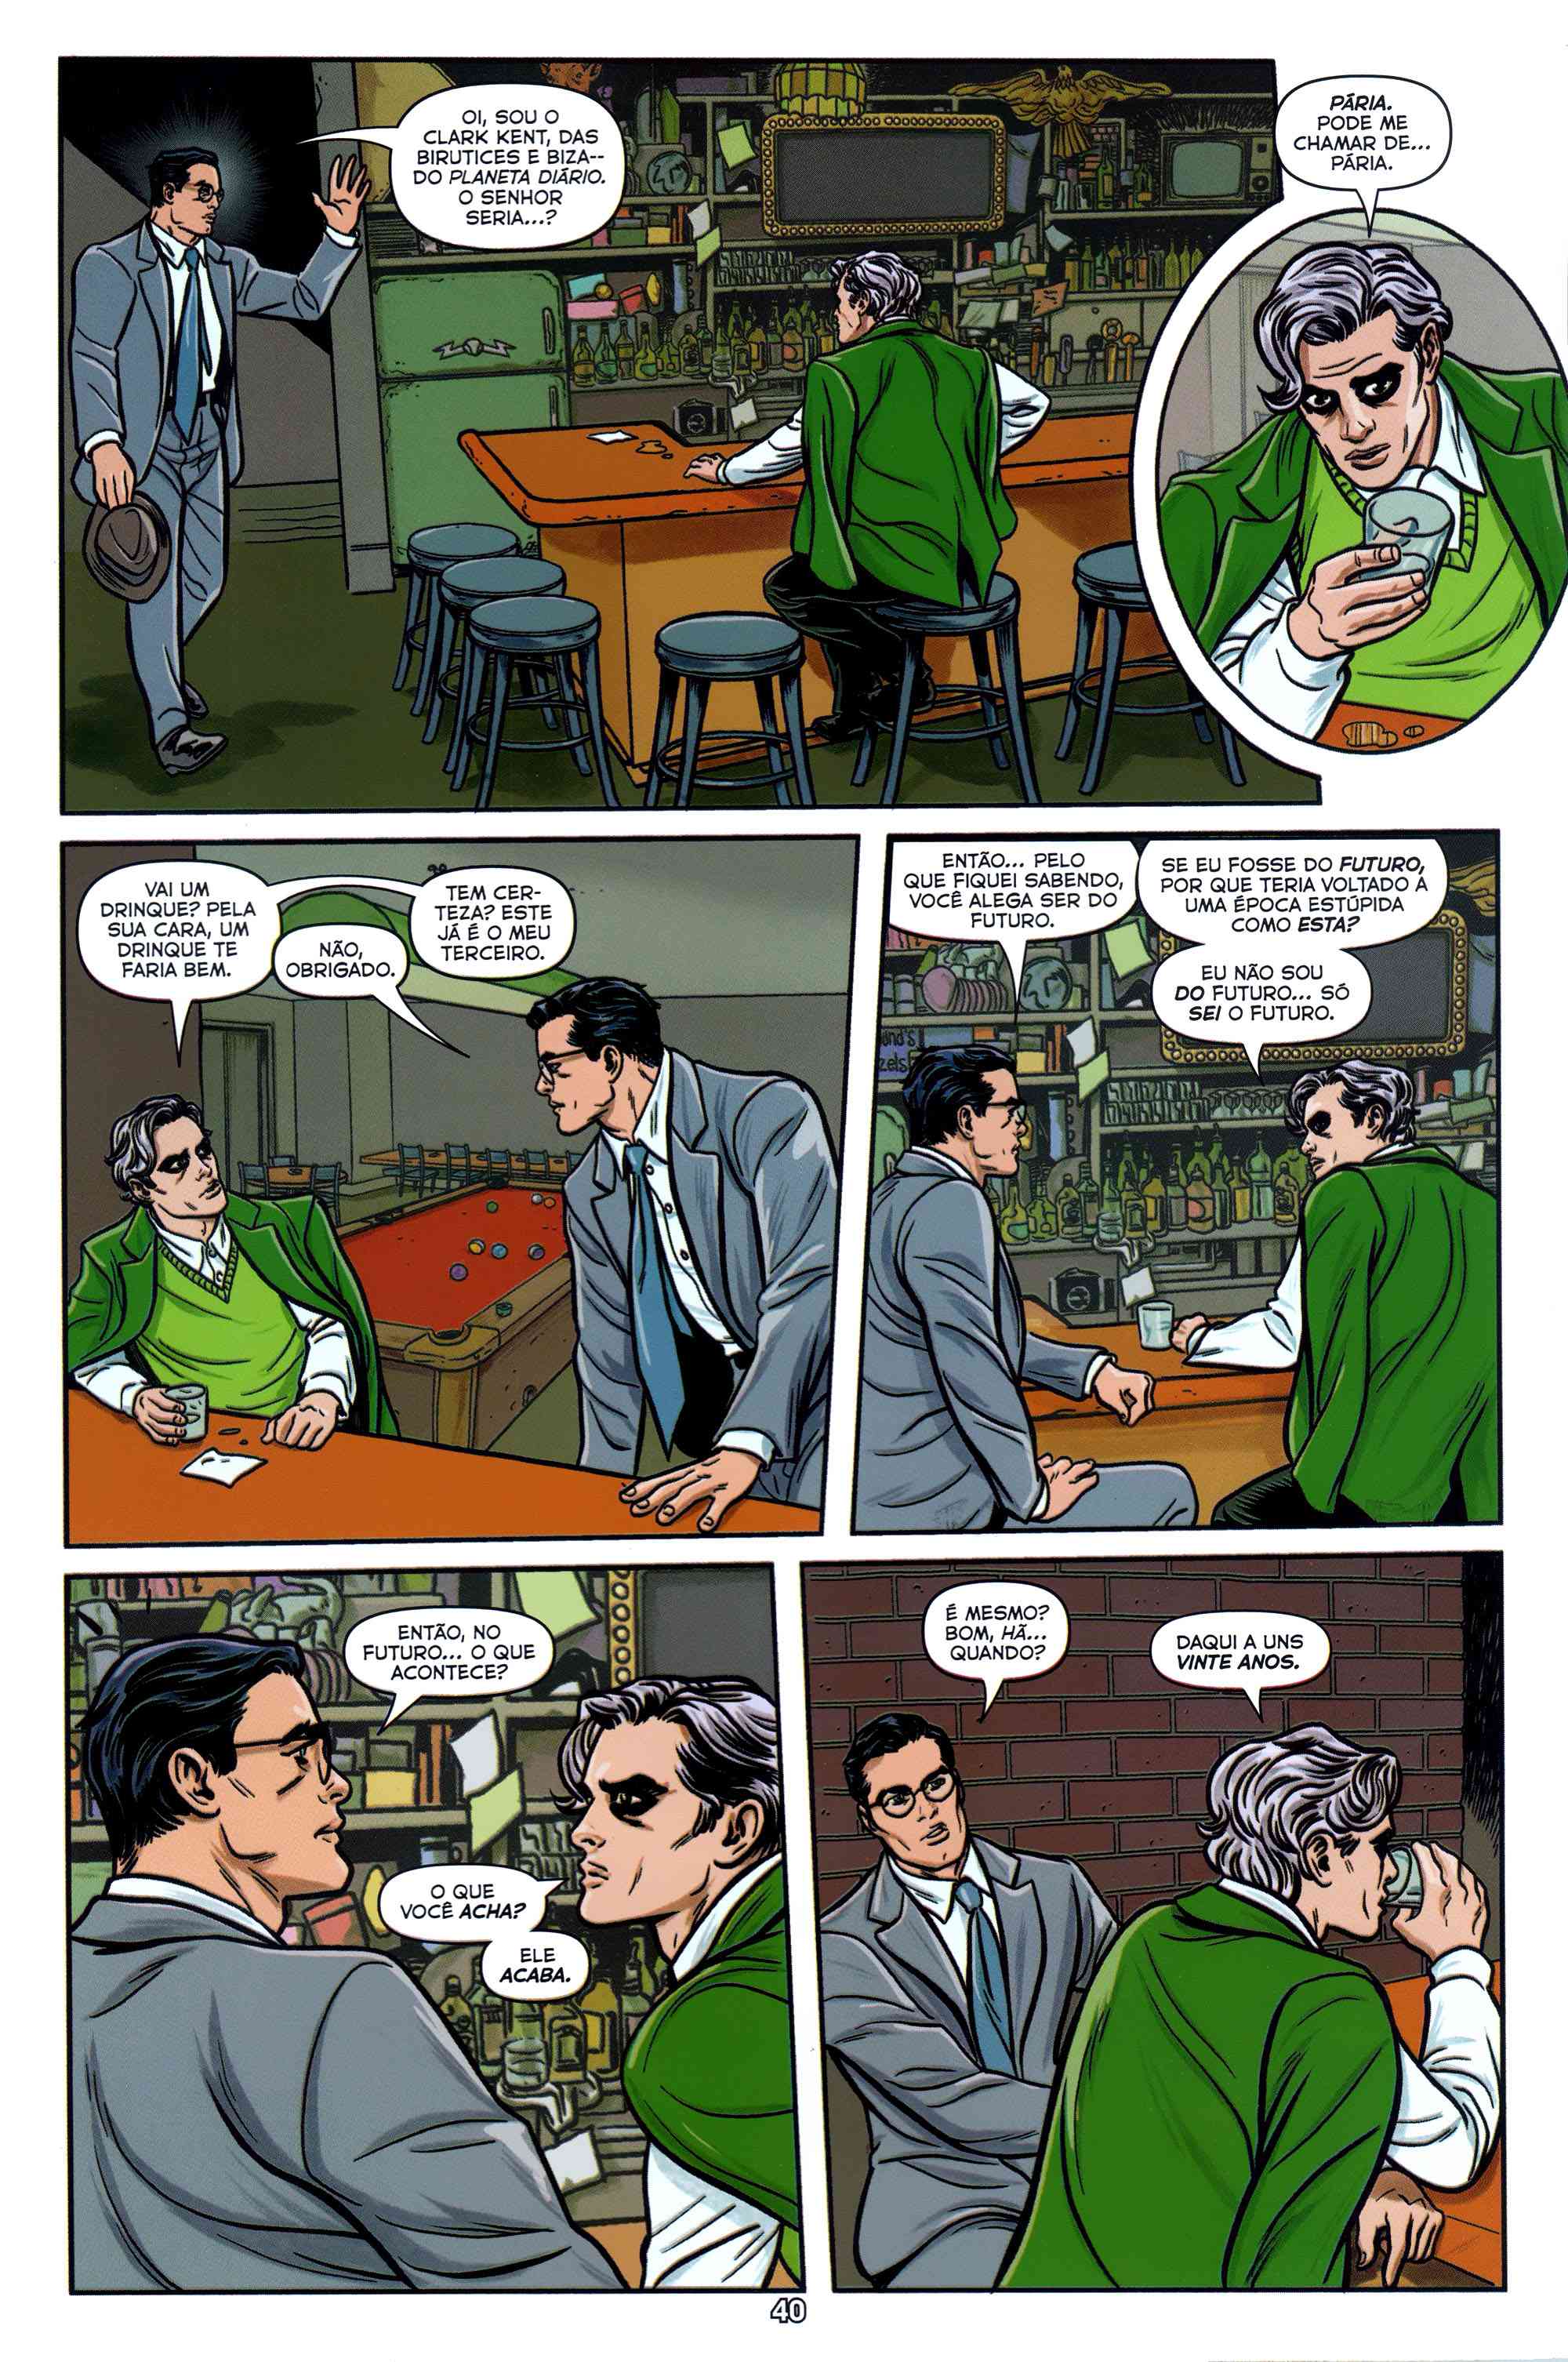 OI, SOU O
CLARK KENT, DAS
BIRUTICES E BIZA--
DO PLANETA DIÁRIO.
O SENHOR
SERIA...?
PÁRIA.
PODE ME
CHAMAR DE...
PÁRIA.
VAI UM
DRINQUE? PELA
SUA CARA, UM
DRINQUE TE
FARIA BEM.
NÃO,
OBRIGADO.
TEM CER-
TEZA? ESTE
JÁ É O MEU
TERCEIRO.
ENTÃO... PELO
QUE FIQUEI SABENDO,
VOCÊ ALEGA SER DO
FUTURO.
SE EU FOSSE DO FUTURO,
POR QUE TERIA VOLTADO A
UMA ÉPOCA ESTÚPIDA
COMO ESTA?
EU NÃO SOU
DO FUTURO... SÓ
SEI O FUTURO.
ENTÃO, NO
FUTURO... O QUE
ACONTECE?
O QUE
VOCÊ ACHA?
ELE
ACABA.
É MESMO?
BOM, HÃ...
QUANDO?
DAQUI A UNS
VINTE ANOS.
40